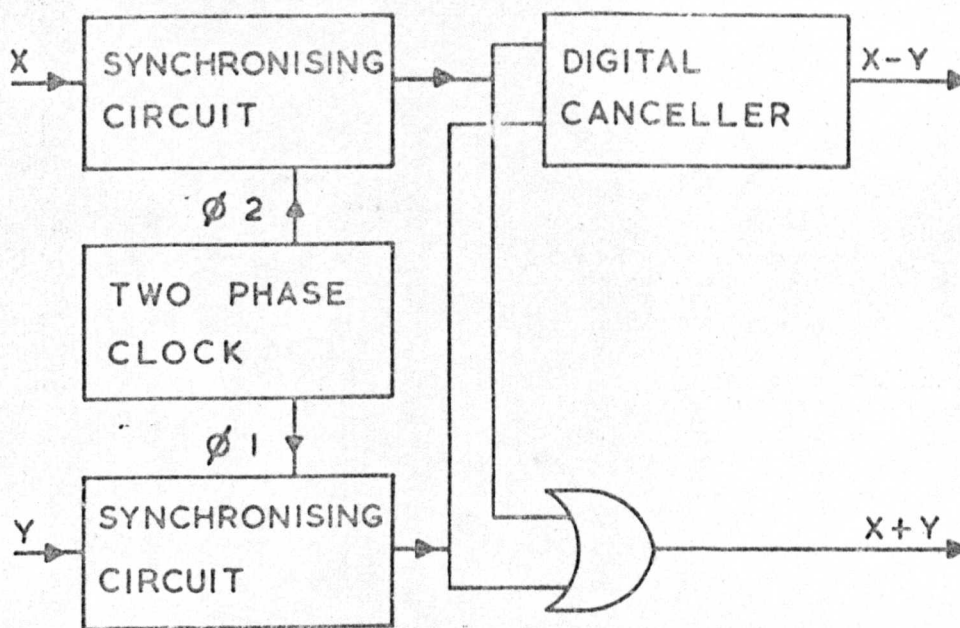 X
SYNCHRONISING
CIRCUIT
DIGITAL
CANCELLER
X-Y
Ø 2
TWO PHASE
CLOCK
Ø 1
Y
SYNCHRONISING
CIRCUIT
X+Y